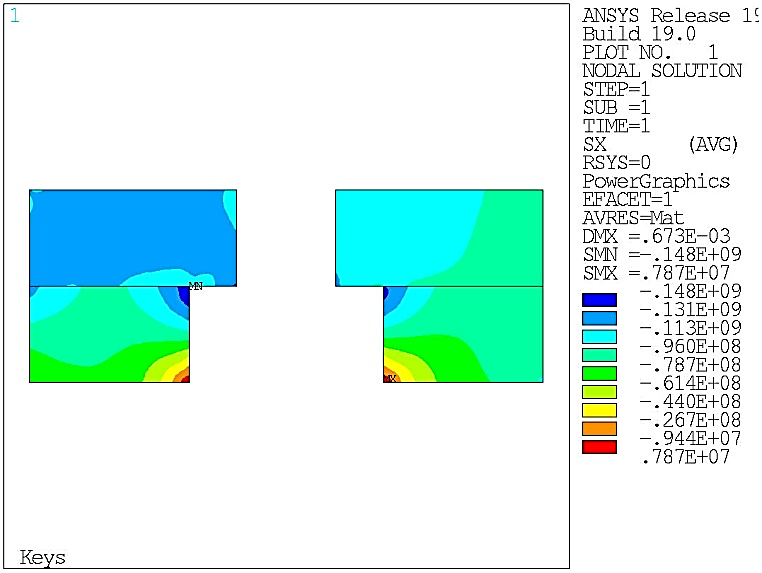 1
ANSYS Release 19
Build 19.0
PLOT NO. 1
NODAL SOLUTION
STEP=1
SUB =1
TIME=1
SX (AVG)
RSYS=0
PowerGraphics
EFACET=1
AVRES=Mat
DMX =.673E-03
SMN =-.148E+09
SMX =.787E+07
-.148E+09
-.131E+09
-.113E+09
-.960E+08
-.787E+08
-.614E+08
-.440E+08
-.267E+08
-.944E+07
.787E+07
MN
X
Keys